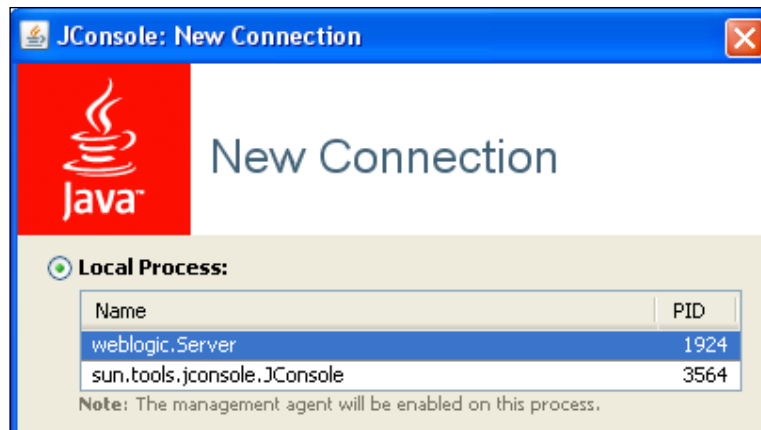 JConsole: New Connection
Java™
New Connection
Local Process:
Name PID
weblogic.Server 1924
sun.tools.jconsole.JConsole 3564
Note: The management agent will be enabled on this process.